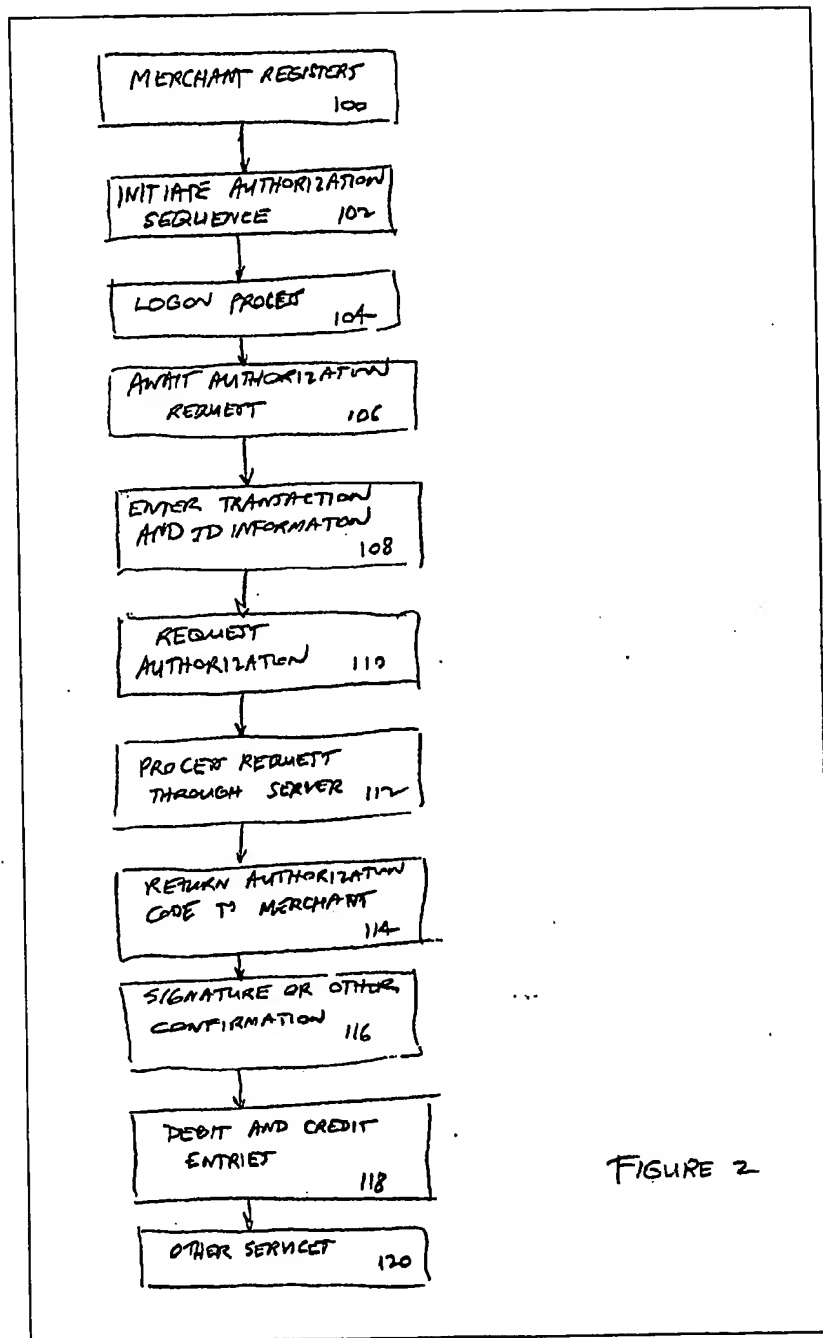 MERCHANT REGISTERS
100
INITIATE AUTHORIZATION
SEQUENCE 102
LOGON PROCESS
104
AWAIT AUTHORIZATION
REQUEST 106
ENTER TRANSACTION
AND ID INFORMATION
108
REQUEST
AUTHORIZATION 110
PROCESS REQUEST
THROUGH SERVER 112
RETURN AUTHORIZATION
CODE TO MERCHANT
114
SIGNATURE OR OTHER
CONFIRMATION 116
DEBIT AND CREDIT
ENTRIES
118
OTHER SERVICES
120
FIGURE 2